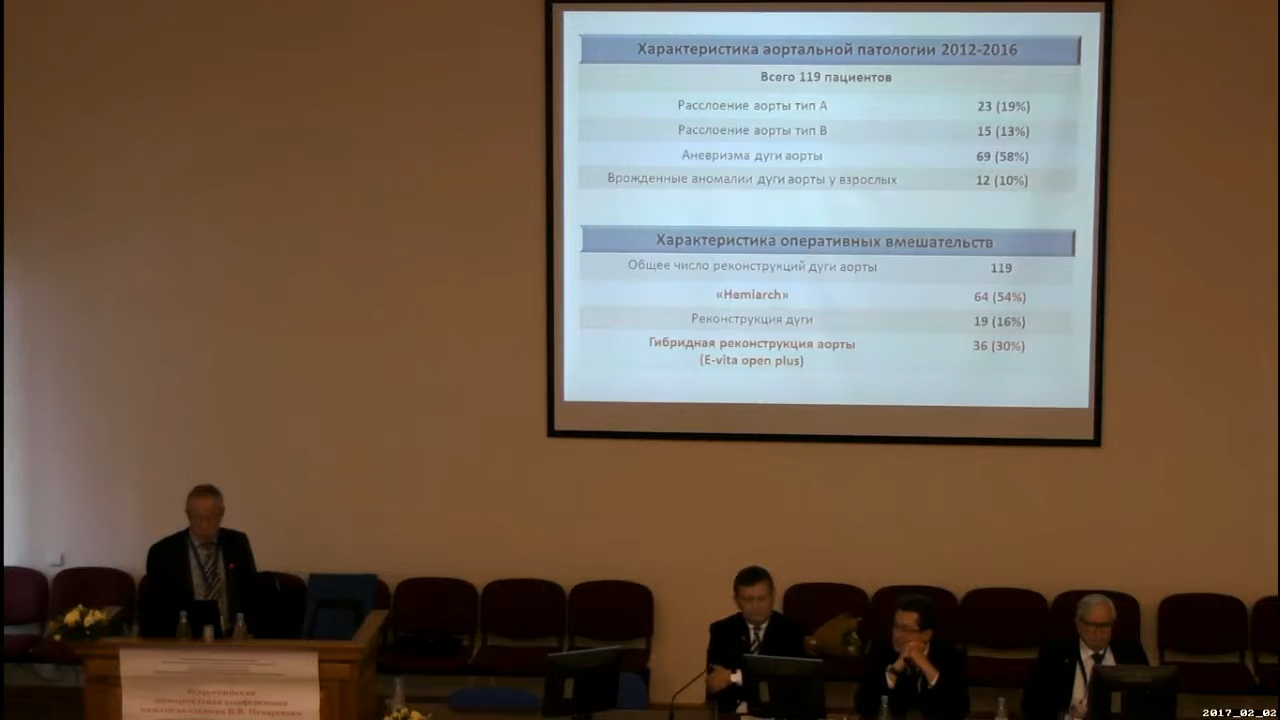 Характеристика аортальной патологии 2012-2016
Всего 119 пациентов
Расслоение аорты тип А 23 (19%)
Расслоение аорты тип В 15 (13%)
Аневризма дуги аорты 69 (58%)
Врожденные аномалии дуги аорты у взрослых 12 (10%)
Характеристика оперативных вмешательств
Общее число реконструкций дуги аорты 119
«Hemiarch» 64 (54%)
Реконструкция дуги 19 (16%)
Гибридная реконструкция аорты 36 (30%)
(E-vita open plus)
Всероссийская
конференция
2017_02_02